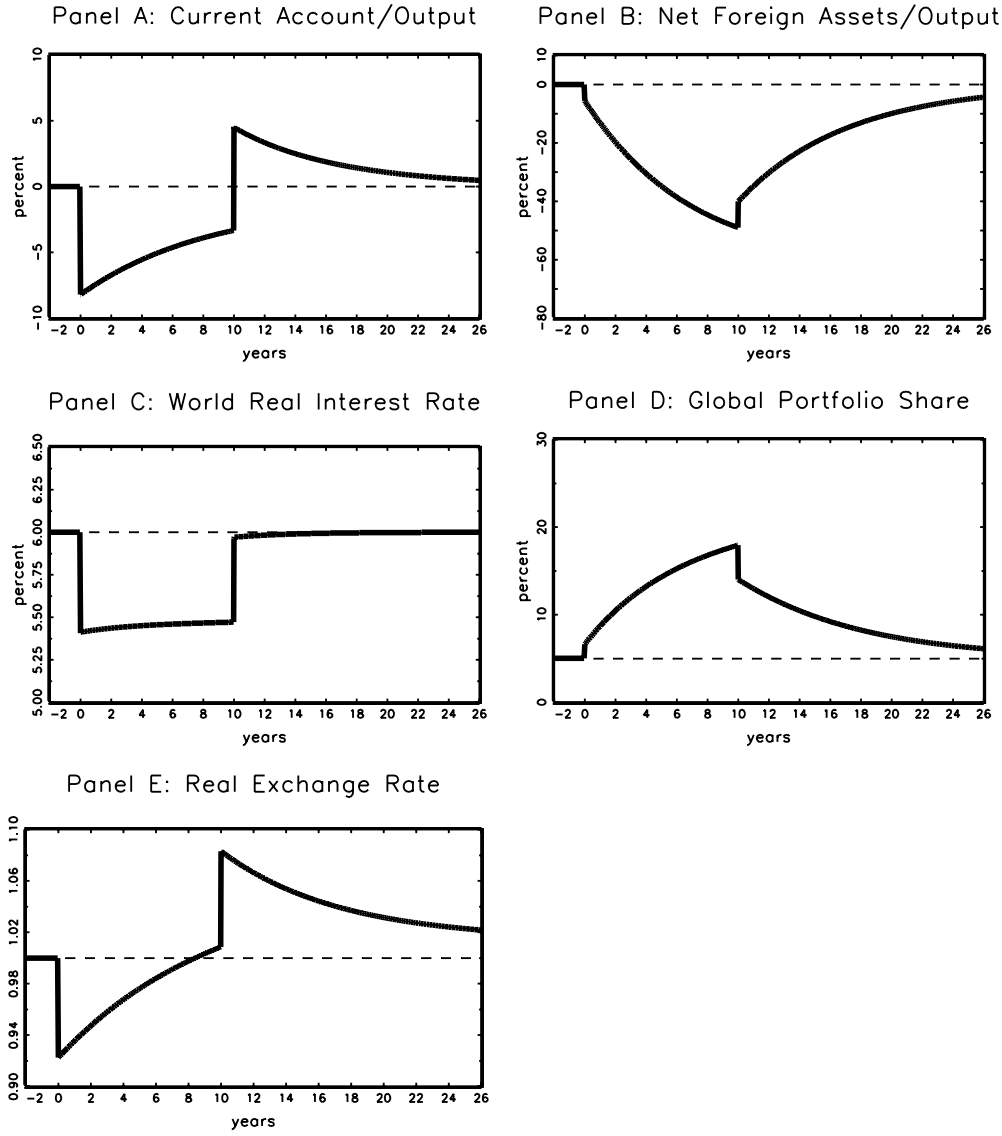 Panel A: Current Account/Output
10
5
0
−5
−10
percent
−2 0 2 4 6 8 10 12 14 16 18 20 22 24 26
years
Panel B: Net Foreign Assets/Output
10
0
−20
−40
−60
−80
percent
−2 0 2 4 6 8 10 12 14 16 18 20 22 24 26
years
Panel C: World Real Interest Rate
6.50
6.25
6.00
5.75
5.50
5.25
5.00
percent
−2 0 2 4 6 8 10 12 14 16 18 20 22 24 26
years
Panel D: Global Portfolio Share
30
20
10
0
percent
−2 0 2 4 6 8 10 12 14 16 18 20 22 24 26
years
Panel E: Real Exchange Rate
1.10
1.06
1.02
0.98
0.94
0.90
−2 0 2 4 6 8 10 12 14 16 18 20 22 24 26
years